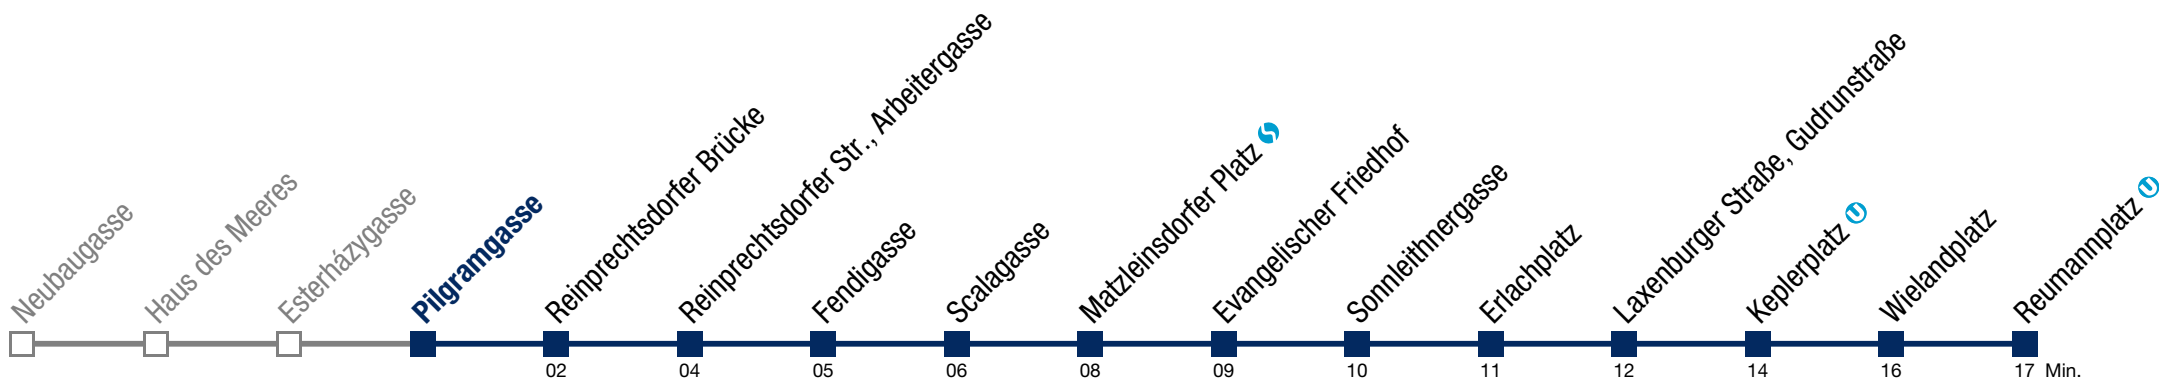 Neubaugasse
Haus des Meeres
Esterházygasse
Pilgramgasse
Reinprechtsdorfer Brücke
Reinprechtsdorfer Str., Arbeitergasse
Fendigasse
Scalagasse
Matzleinsdorfer Platz S
Evangelischer Friedhof
Sonnleithnergasse
Erlachplatz
Laxenburger Straße, Gudrunstraße
Keplerplatz U
Wielandplatz
Reumannplatz U
02 04 05 06 08 09 10 11 12 14 16 17 Min.